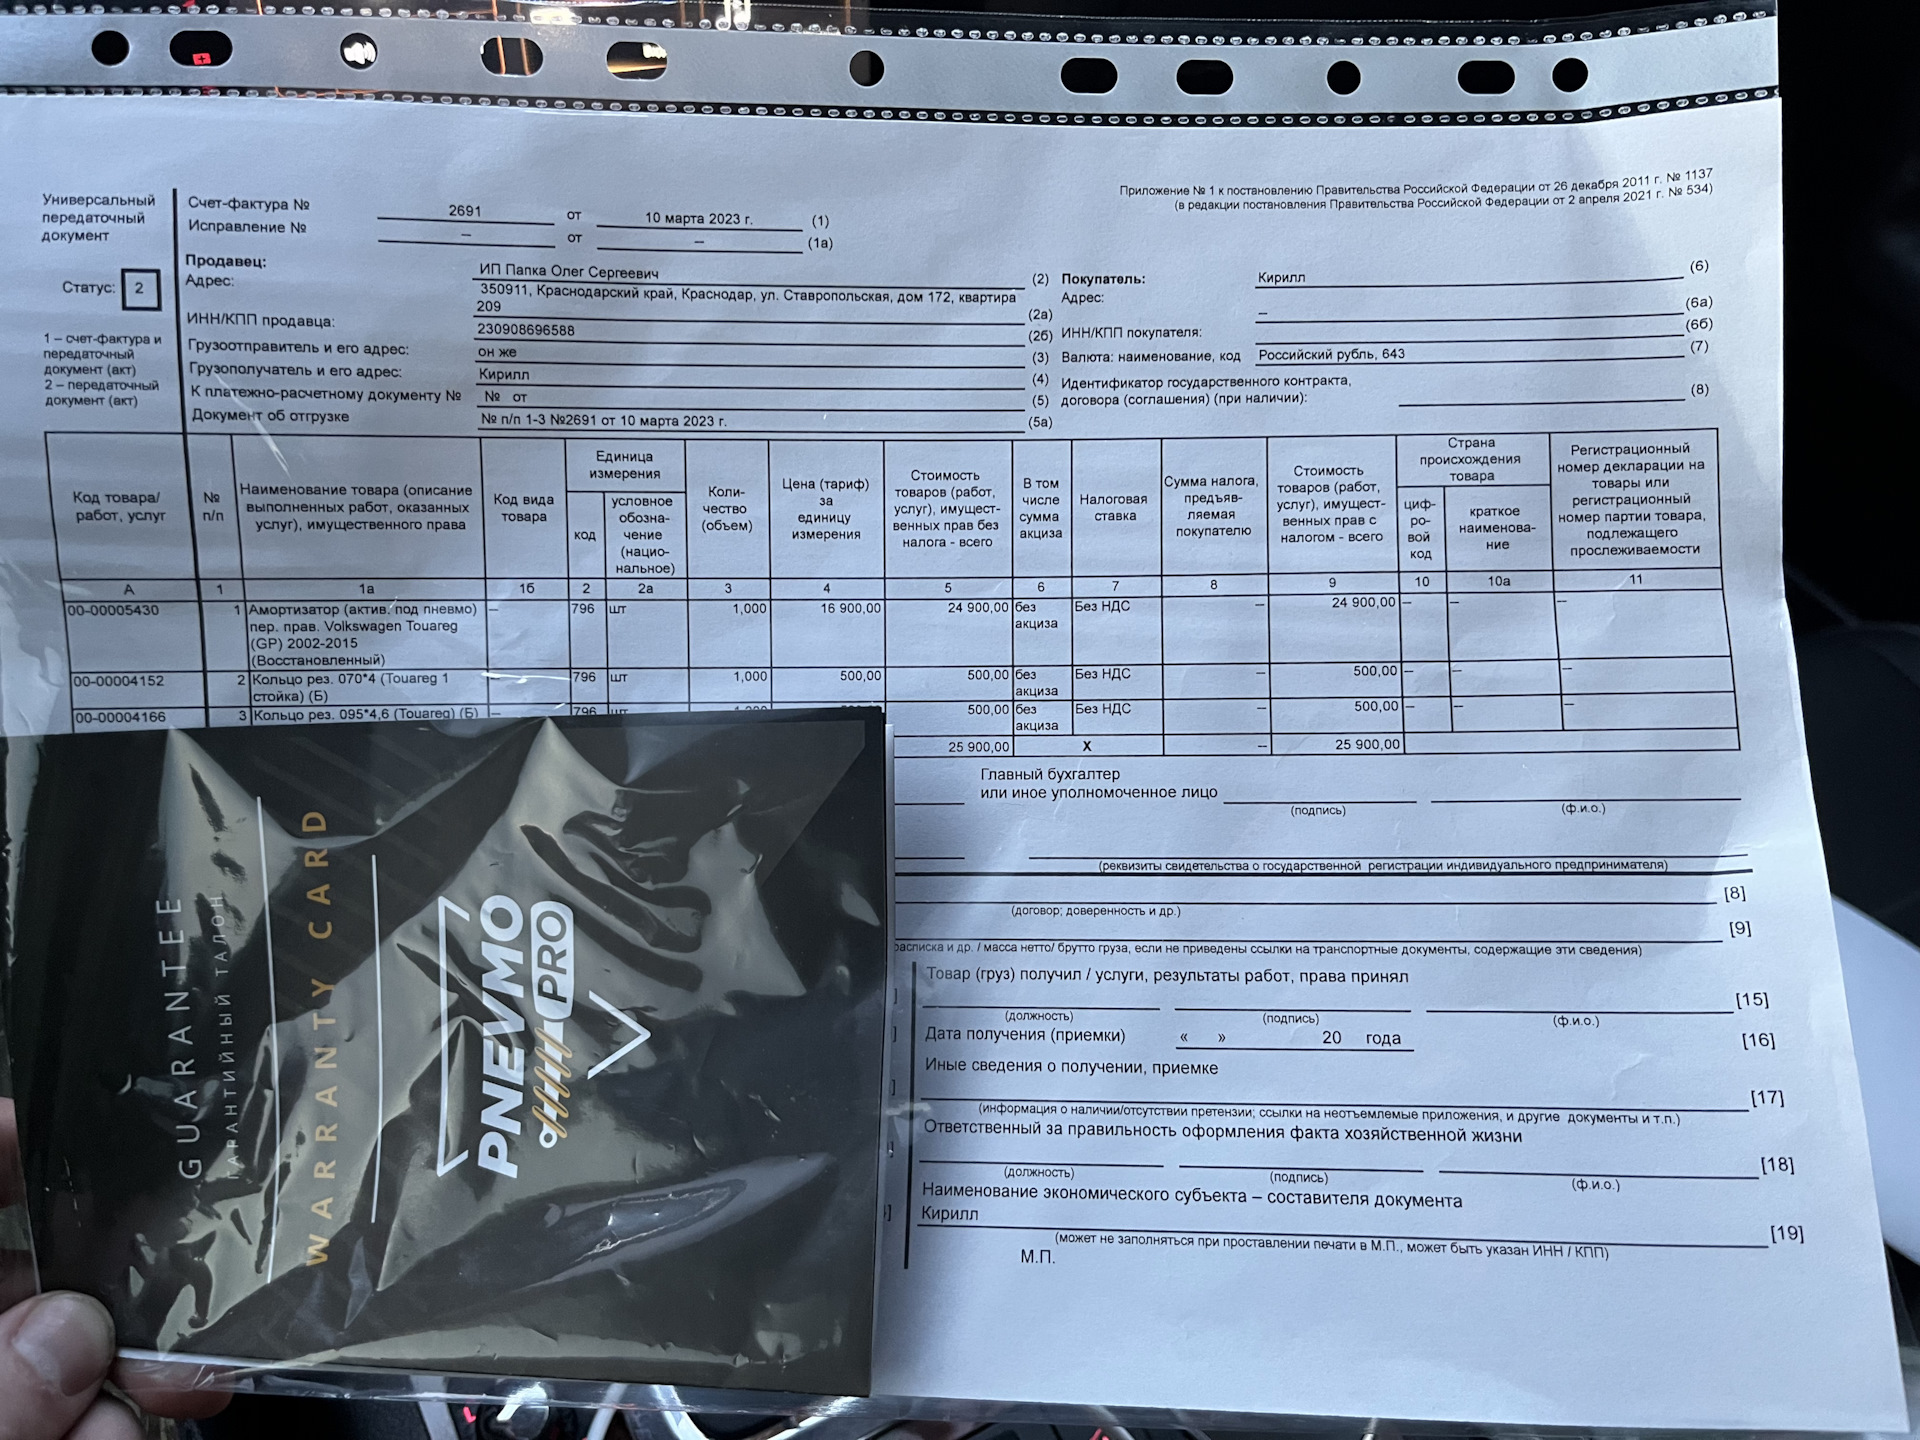 Приложение № 1 к постановлению Правительства Российской Федерации от 26 декабря 2011 г. № 1137
(в редакции постановления Правительства Российской Федерации от 2 апреля 2021 г. № 534)
Универсальный
передаточный
документ
Статус: 2
1 – счет-фактура и
передаточный
документ (акт)
2 – передаточный
документ (акт)
Счет-фактура № 2691 от 10 марта 2023 г. (1)
Исправление № – от – (1а)
Продавец: ИП Папка Олег Сергеевич (2)
Адрес: 350911, Краснодарский край, Краснодар, ул. Ставропольская, дом 172, квартира
209 (2а)
ИНН/КПП продавца: 230908696588 (2б)
Грузоотправитель и его адрес: он же (3)
Грузополучатель и его адрес: Кирилл (4)
К платежно-расчетному документу № № от (5)
Документ об отгрузке № п/п 1-3 №2691 от 10 марта 2023 г. (5а)
Покупатель: Кирилл (6)
Адрес: – (6а)
ИНН/КПП покупателя: (6б)
Валюта: наименование, код Российский рубль, 643 (7)
Идентификатор государственного контракта,
договора (соглашения) (при наличии): (8)
Код товара/
работ, услуг
№
п/п
Наименование товара (описание
выполненных работ, оказанных
услуг), имущественного права
Код вида
товара
Единица
измерения
код
условное
обозна-
чение
(нацио-
нальное)
Коли-
чество
(объем)
Цена (тариф)
за
единицу
измерения
Стоимость
товаров (работ,
услуг), имущест-
венных прав без
налога - всего
В том
числе
сумма
акциза
Налоговая
ставка
Сумма налога,
предъяв-
ляемая
покупателю
Стоимость
товаров (работ,
услуг), имущест-
венных прав с
налогом - всего
Страна
происхождения
товара
циф-
ро-
вой
код
краткое
наименова-
ние
Регистрационный
номер декларации на
товары или
регистрационный
номер партии товара,
подлежащего
прослеживаемости
А 1 1а 1б 2 2а 3 4 5 6 7 8 9 10 10а 11
00-00005430 1 Амортизатор (актив. под пневмо) – 796 шт 1,000 16 900,00 24 900,00 без Без НДС – 24 900,00 – – –
пер. прав. Volkswagen Touareg акциза
(GP) 2002-2015
(Восстановленный)
00-00004152 2 Кольцо рез. 070*4 (Touareg 1 – 796 шт 1,000 500,00 500,00 без Без НДС – 500,00 – – –
стойка) (Б) акциза
00-00004166 3 Кольцо рез. 095*4,6 (Touareg) (Б) – 796 шт 500,00 без Без НДС – 500,00 – – –
акциза
25 900,00 X – 25 900,00
Главный бухгалтер
или иное уполномоченное лицо
(подпись) (ф.и.о.)
(реквизиты свидетельства о государственной регистрации индивидуального предпринимателя)
[8]
(договор; доверенность и др.)
[9]
расписка и др. / масса нетто/ брутто груза, если не приведены ссылки на транспортные документы, содержащие эти сведения)
Товар (груз) получил / услуги, результаты работ, права принял
[15]
(должность) (подпись) (ф.и.о.)
Дата получения (приемки) « » 20 года [16]
Иные сведения о получении, приемке
[17]
(информация о наличии/отсутствии претензии; ссылки на неотъемлемые приложения, и другие документы и т.п.)
Ответственный за правильность оформления факта хозяйственной жизни
[18]
(должность) (подпись) (ф.и.о.)
Наименование экономического субъекта – составителя документа
Кирилл [19]
(может не заполняться при проставлении печати в М.П., может быть указан ИНН / КПП)
М.П.
GUARANTEE
ГАРАНТИЙНЫЙ ТАЛОН
WARRANTY CARD
PNEVMO
PRO